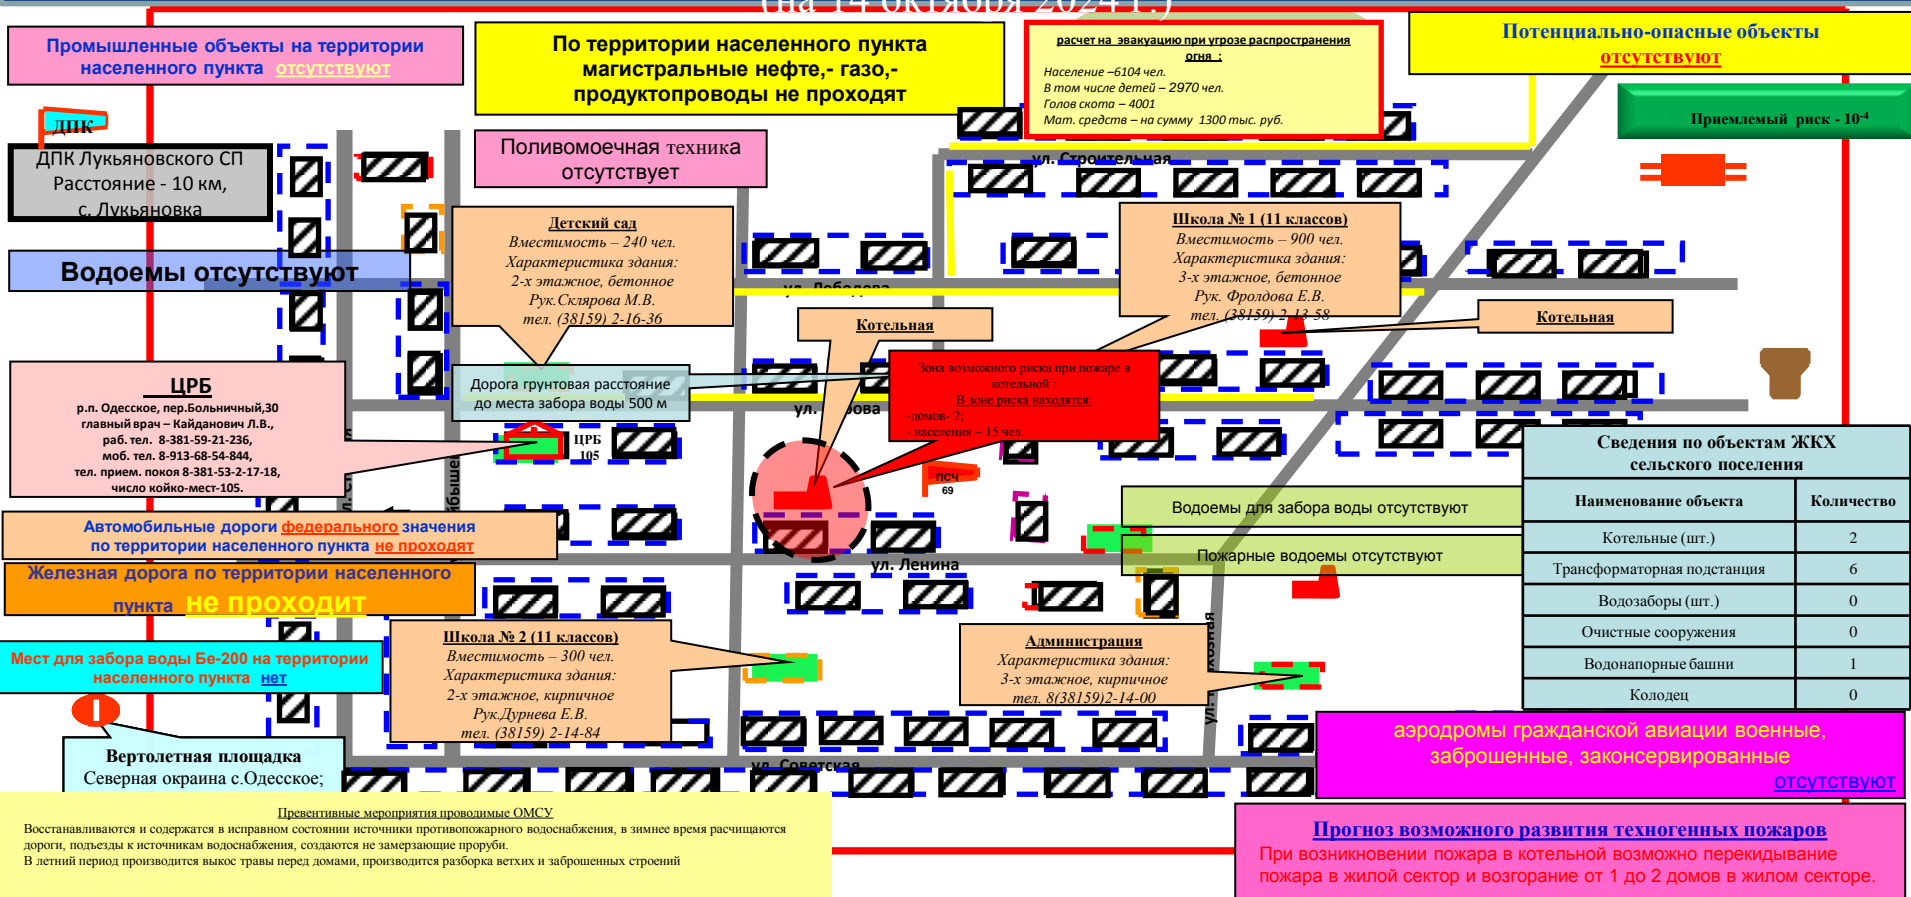 (на 14 октября 2024 г.)
Промышленные объекты на территории
населенного пункта отсутствуют
По территории населенного пункта
магистральные нефте,- газо,-
продуктопроводы не проходят
расчет на эвакуацию при угрозе распространения
огня :
Население –6104 чел.
В том числе детей – 2970 чел.
Голов скота – 4001
Мат. средств – на сумму 1300 тыс. руб.
Потенциально-опасные объекты
отсутствуют
Приемлемый риск - 10-4
ДПК
ДПК Лукьяновского СП
Расстояние - 10 км,
с. Лукьяновка
Поливомоечная техника
отсутствует
ул. Строительная
Детский сад
Вместимость – 240 чел.
Характеристика здания:
2-х этажное, бетонное
Рук.Склярова М.В.
тел. (38159) 2-16-36
Школа № 1 (11 классов)
Вместимость – 900 чел.
Характеристика здания:
3-х этажное, бетонное
Рук. Фролдова Е.В.
тел. (38159) 2-13-58
Водоемы отсутствуют
ул. Лебедева
Котельная
Котельная
ЦРБ
р.п. Одесское, пер.Больничный,30
главный врач – Кайданович Л.В.,
раб. тел. 8-381-59-21-236,
моб. тел. 8-913-68-54-844,
тел. прием. покоя 8-381-53-2-17-18,
число койко-мест-105.
Дорога грунтовая расстояние
до места забора воды 500 м
Зона возможного риска при пожаре в
котельной :
В зоне риска находятся:
-домов- 2;
- населения – 15 чел.
ул.
ЦРБ
105
ПСЧ
69
Сведения по объектам ЖКХ
сельского поселения
Наименование объекта Количество
Котельные (шт.) 2
Трансформаторная подстанция 6
Водозаборы (шт.) 0
Очистные сооружения 0
Водонапорные башни 1
Колодец 0
Водоемы для забора воды отсутствуют
Пожарные водоемы отсутствуют
Автомобильные дороги федерального значения
по территории населенного пункта не проходят
ул. Ленина
Железная дорога по территории населенного
пункта не проходит
Школа № 2 (11 классов)
Вместимость – 300 чел.
Характеристика здания:
2-х этажное, кирпичное
Рук.Дурнева Е.В.
тел. (38159) 2-14-84
Администрация
Характеристика здания:
3-х этажное, кирпичное
тел. 8(38159)2-14-00
Мест для забора воды Бе-200 на территории
населенного пункта нет
ул.
Вертолетная площадка
Северная окраина с.Одесское;
ул. Советская
аэродромы гражданской авиации военные,
заброшенные, законсервированные
отсутствуют
Превентивные мероприятия проводимые ОМСУ
Восстанавливаются и содержатся в исправном состоянии источники противопожарного водоснабжения, в зимнее время расчищаются
дороги, подъезды к источникам водоснабжения, создаются не замерзающие проруби.
В летний период производится выкос травы перед домами, производится разборка ветхих и заброшенных строений
Прогноз возможного развития техногенных пожаров
При возникновении пожара в котельной возможно перекидывание
пожара в жилой сектор и возгорание от 1 до 2 домов в жилом секторе.